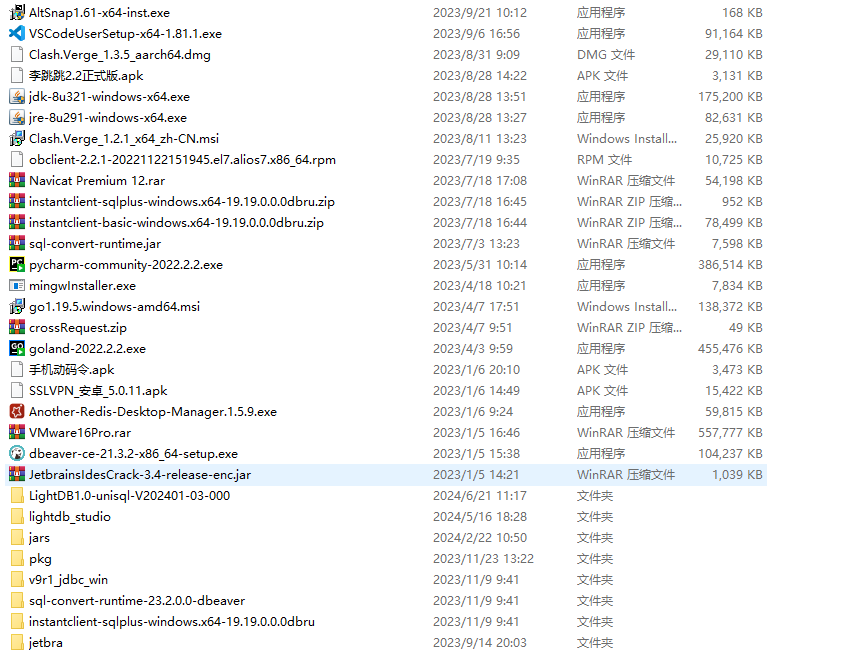 AltSnap1.61-x64-inst.exe 2023/9/21 10:12 应用程序 168 KB
VSCodeUserSetup-x64-1.81.1.exe 2023/9/6 16:56 应用程序 91,164 KB
Clash.Verge_1.3.5_aarch64.dmg 2023/8/31 9:09 DMG 文件 29,110 KB
李跳跳2.2正式版.apk 2023/8/28 14:22 APK 文件 3,131 KB
jdk-8u321-windows-x64.exe 2023/8/28 13:51 应用程序 175,200 KB
jre-8u291-windows-x64.exe 2023/8/28 13:27 应用程序 82,631 KB
Clash.Verge_1.2.1_x64_zh-CN.msi 2023/8/11 13:23 Windows Install... 25,920 KB
obclient-2.2.1-20221122151945.el7.alios7.x86_64.rpm 2023/7/19 9:35 RPM 文件 10,725 KB
Navicat Premium 12.rar 2023/7/18 17:08 WinRAR 压缩文件 54,198 KB
instantclient-sqlplus-windows.x64-19.19.0.0.0dbru.zip 2023/7/18 16:45 WinRAR ZIP 压缩... 952 KB
instantclient-basic-windows.x64-19.19.0.0.0dbru.zip 2023/7/18 16:44 WinRAR ZIP 压缩... 78,499 KB
sql-convert-runtime.jar 2023/7/3 13:23 WinRAR 压缩文件 7,598 KB
PC pycharm-community-2022.2.2.exe 2023/5/31 10:14 应用程序 386,514 KB
mingwInstaller.exe 2023/4/18 10:21 应用程序 7,834 KB
go1.19.5.windows-amd64.msi 2023/4/7 17:51 Windows Install... 138,372 KB
crossRequest.zip 2023/4/7 9:51 WinRAR ZIP 压缩... 49 KB
GO goland-2022.2.2.exe 2023/4/3 9:59 应用程序 455,476 KB
手机动码令.apk 2023/1/6 20:10 APK 文件 3,473 KB
SSLVPN_安卓_5.0.11.apk 2023/1/6 14:49 APK 文件 15,422 KB
Another-Redis-Desktop-Manager.1.5.9.exe 2023/1/6 9:24 应用程序 59,815 KB
VMware16Pro.rar 2023/1/5 16:46 WinRAR 压缩文件 557,777 KB
dbeaver-ce-21.3.2-x86_64-setup.exe 2023/1/5 15:38 应用程序 104,237 KB
JetbrainsIdesCrack-3.4-release-enc.jar 2023/1/5 14:21 WinRAR 压缩文件 1,039 KB
LightDB1.0-unisql-V202401-03-000 2024/6/21 11:17 文件夹
lightdb_studio 2024/5/16 18:28 文件夹
jars 2024/2/22 10:50 文件夹
pkg 2023/11/23 13:22 文件夹
v9r1_jdbc_win 2023/11/9 9:41 文件夹
sql-convert-runtime-23.2.0.0-dbeaver 2023/11/9 9:41 文件夹
instantclient-sqlplus-windows.x64-19.19.0.0.0dbru 2023/11/9 9:41 文件夹
jetbra 2023/9/14 20:03 文件夹